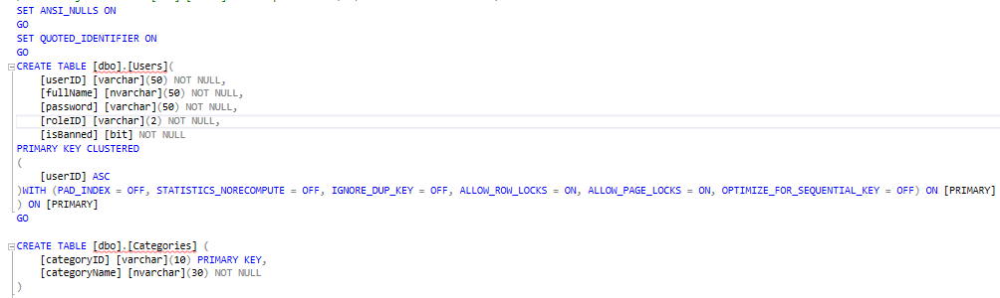 SET ANSI_NULLS ON
GO
SET QUOTED_IDENTIFIER ON
GO
CREATE TABLE [dbo].[Users](
    [userID] [varchar](50) NOT NULL,
    [fullName] [nvarchar](50) NOT NULL,
    [password] [varchar](50) NOT NULL,
    [roleID] [varchar](2) NOT NULL,
    [isBanned] [bit] NOT NULL
PRIMARY KEY CLUSTERED
(
    [userID] ASC
)WITH (PAD_INDEX = OFF, STATISTICS_NORECOMPUTE = OFF, IGNORE_DUP_KEY = OFF, ALLOW_ROW_LOCKS = ON, ALLOW_PAGE_LOCKS = ON, OPTIMIZE_FOR_SEQUENTIAL_KEY = OFF) ON [PRIMARY]
) ON [PRIMARY]
GO
CREATE TABLE [dbo].[Categories] (
    [categoryID] [varchar](10) PRIMARY KEY,
    [categoryName] [nvarchar](30) NOT NULL
)